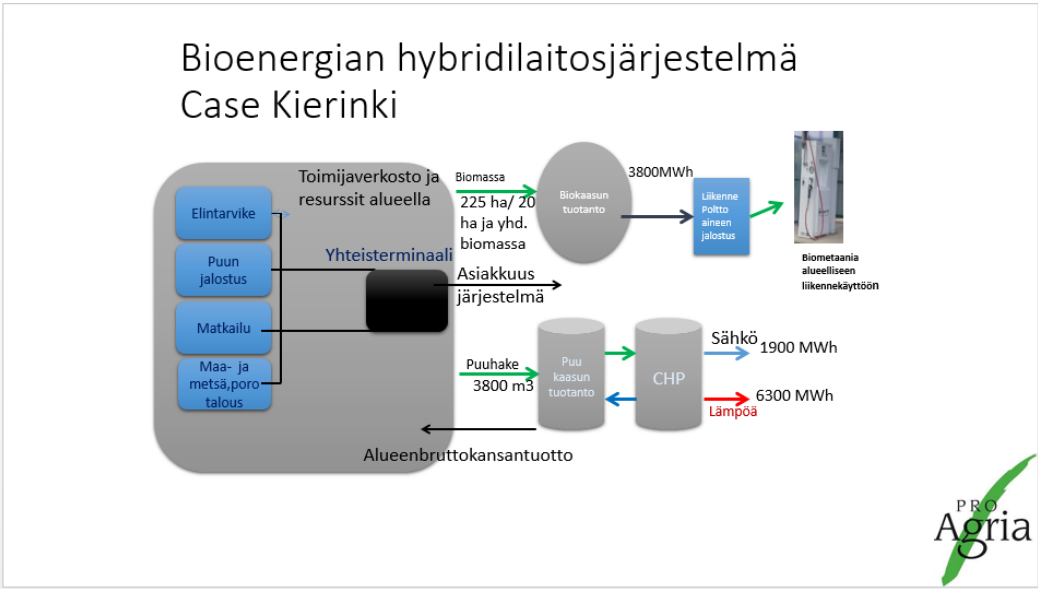 Bioenergian hybridilaitosjärjestelmä
Case Kierinki
Toimijaverkosto ja
resurssit alueella
Elintarvike
Puun
jalostus
Matkailu
Maa- ja
metsä,poro
talous
Yhteisterminaali
Biomassa
225 ha/ 20
ha ja yhd.
biomassa
Asiakkuus
järjestelmä
Biokaasun
tuotanto
3800MWh
Liikenne
Poltto
aineen
jalostus
Biometaania
alueelliseen
liikennekäyttöön
Puuhake
3800 m3
Puu
kaasun
tuotanto
CHP
Sähkö
1900 MWh
6300 MWh
Lämpöä
Alueenbruttokansantuotto
PRO
Agria